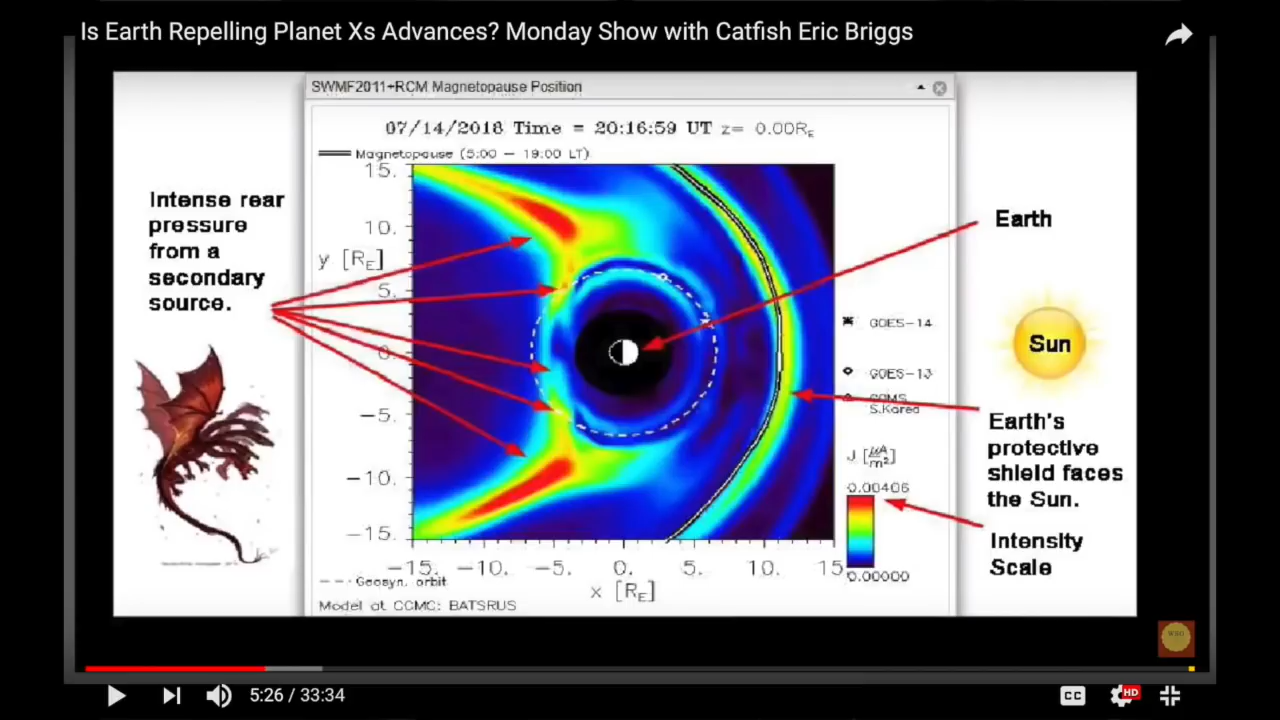 Is Earth Repelling Planet Xs Advances? Monday Show with Catfish Eric Briggs
SWMF2011+RCM Magnetopause Position
07/14/2018 Time = 20:16:59 UT z= 0.00RE
Magnetopause (5:00 – 19:00 LT)
Intense rear
pressure
from a
secondary
source.
15.
10.
y [RE]
5.
0.
−5.
−10.
−15.
−15. −10. −5. 0. 5. 10. 15
x [RE]
Geosyn. orbit
Model at CCMC: BATSRUS
GOES-14
GOES-13
S.Korea
J [µA/m²]
0.00406
0.00000
Earth
Sun
Earth's
protective
shield faces
the Sun.
Intensity
Scale
5:26 / 33:34
CC
HD